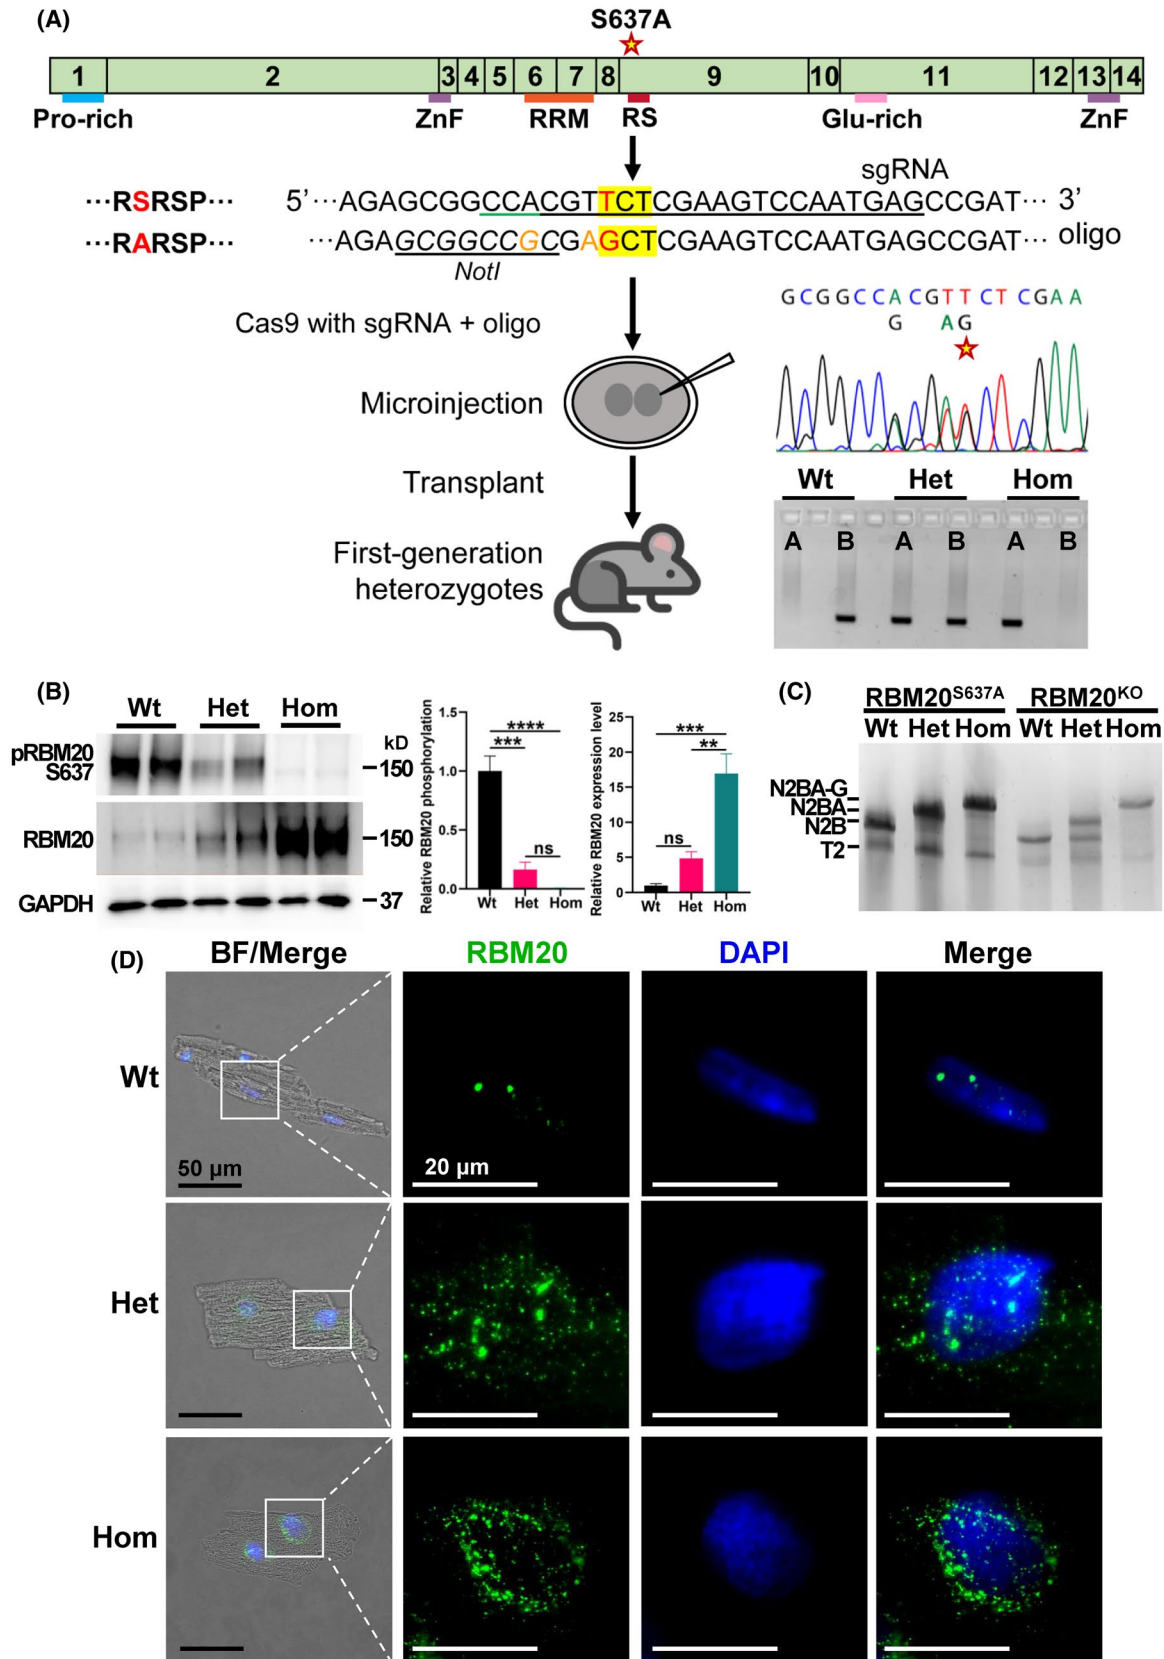 (A)
S637A
1 2 3 4 5 6 7 8 9 10 11 12 13 14
Pro-rich ZnF RRM RS Glu-rich ZnF
sgRNA
···RSRSP··· 5’···AGAGCGGCCACGTTCTCGAAGTCCAATGAGCCGAT··· 3’
···RARSP··· ···AGAGCGGCCGCGAGCTCGAAGTCCAATGAGCCGAT··· oligo
NotI
Cas9 with sgRNA + oligo
GCGGCCACGTTCTCGAA
G AG
Microinjection
Transplant
First-generation
heterozygotes
Wt Het Hom
A B A B A B
(B)
Wt Het Hom
kD
pRBM20
S637
150
RBM20
150
GAPDH
37
Relative RBM20 phosphorylation
1.5
1.0
0.5
0.0
****
***
ns
Wt Het Hom
Relative RBM20 expression level
25
20
15
10
5
0
***
**
ns
Wt Het Hom
(C)
RBM20S637A RBM20KO
Wt Het Hom Wt Het Hom
N2BA-G
N2BA
N2B
T2
(D)
BF/Merge RBM20 DAPI Merge
Wt
50 µm
20 µm
Het
Hom